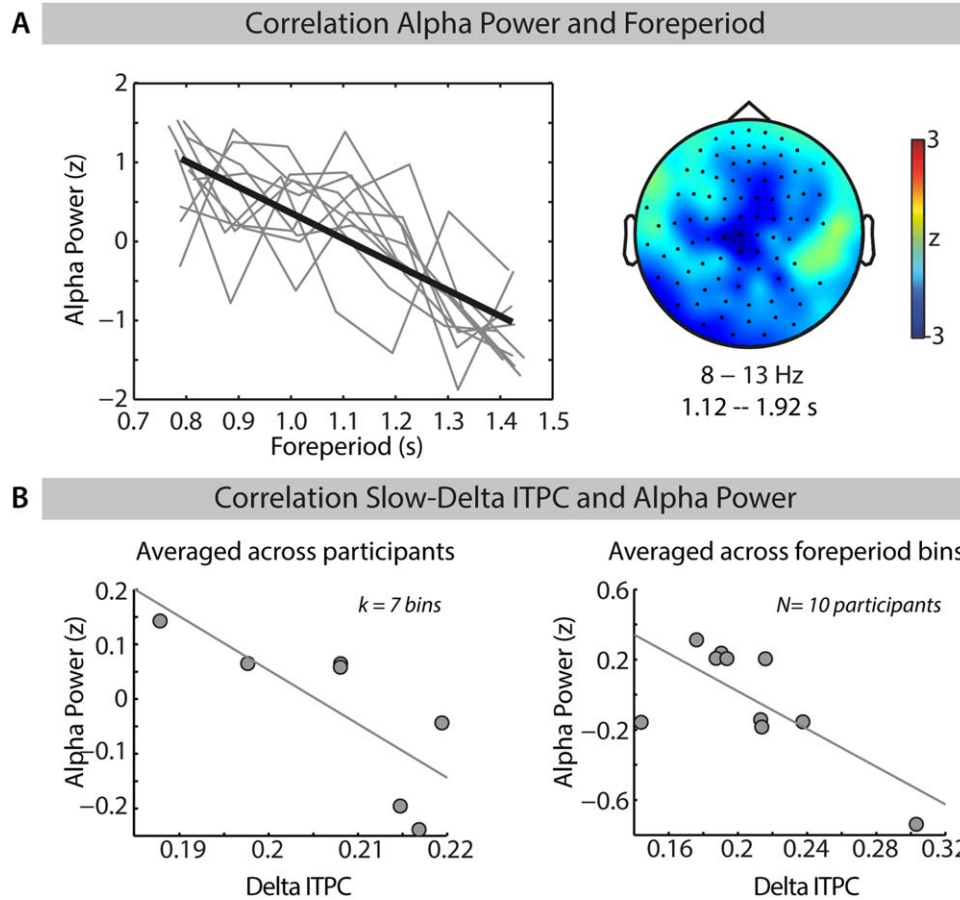 A Correlation Alpha Power and Foreperiod
Alpha Power (z)
2
1
0
−1
−2
0.7 0.8 0.9 1.0 1.1 1.2 1.3 1.4 1.5
Foreperiod (s)
3
z
-3
8 – 13 Hz
1.12 -- 1.92 s
B Correlation Slow-Delta ITPC and Alpha Power
Averaged across participants
k = 7 bins
Alpha Power (z)
0.2
0.1
0
−0.1
−0.2
0.19 0.2 0.21 0.22
Delta ITPC
Averaged across foreperiod bins
N= 10 participants
Alpha Power (z)
0.6
0.2
−0.2
−0.6
0.16 0.2 0.24 0.28 0.32
Delta ITPC